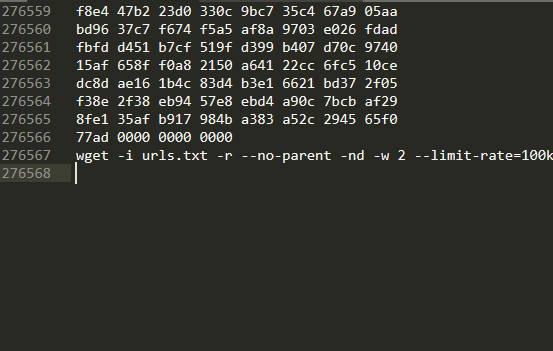 276559 f8e4 47b2 23d0 330c 9bc7 35c4 67a9 05aa
276560 bd96 37c7 f674 f5a5 af8a 9703 e026 fdad
276561 fbfd d451 b7cf 519f d399 b407 d70c 9740
276562 15af 658f f0a8 2150 a641 22cc 6fc5 10ce
276563 dc8d ae16 1b4c 83d4 b3e1 6621 bd37 2f05
276564 f38e 2f38 eb94 57e8 ebd4 a90c 7bcb af29
276565 8fe1 35af b917 984b a383 a52c 2945 65f0
276566 77ad 0000 0000 0000
276567 wget -i urls.txt -r --no-parent -nd -w 2 --limit-rate=100k
276568